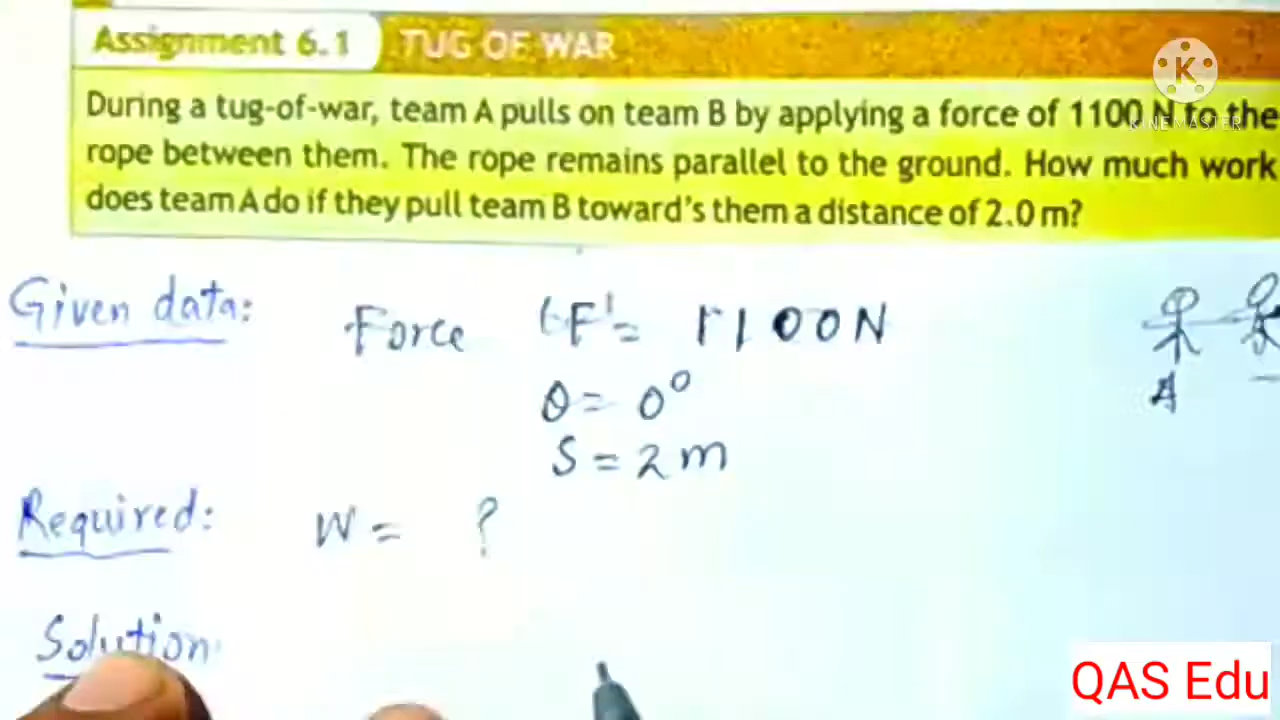 Assignment 6.1 TUG OF WAR
K
KINEMASTER
During a tug-of-war, team A pulls on team B by applying a force of 1100 N to the
rope between them. The rope remains parallel to the ground. How much work
does team A do if they pull team B toward's them a distance of 2.0 m?
Given data: Force 'F' = 1100N
θ = 0°
S = 2m
A
Required: W = ?
Solution
QAS Edu